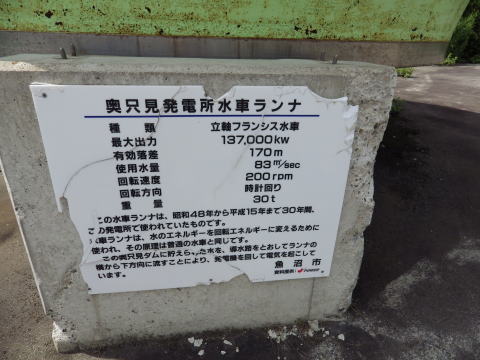 奥只見発電所水車ランナ
種類 立軸フランシス水車
最大出力 137,000kw
有効落差 170m
使用水量 83㎥/sec
回転速度 200rpm
回転方向 時計回り
重量 30t
この水車ランナは、昭和48年から平成15年まで30年間、
この発電所で使われていたものです。
水車ランナは、水のエネルギーを回転エネルギーに変えるために
使われ、その原理は普通の水車と同じです。
この奥只見ダムに貯えられた水を、導水路をとおしてランナの
横から下方向に流すことにより、発電機を回して電気を起こして
います。
魚沼市
資料提供: J-POWER